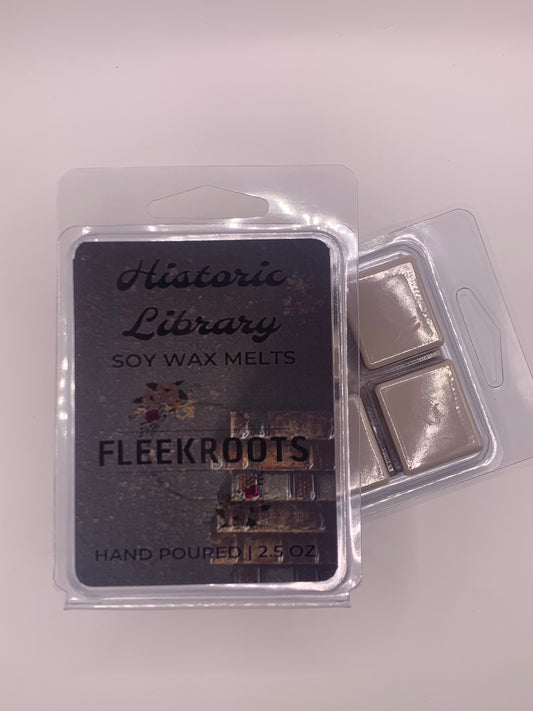 Historic
Library
SOY WAX MELTS
FLEEKROOTS
HAND POURED | 2.5 OZ